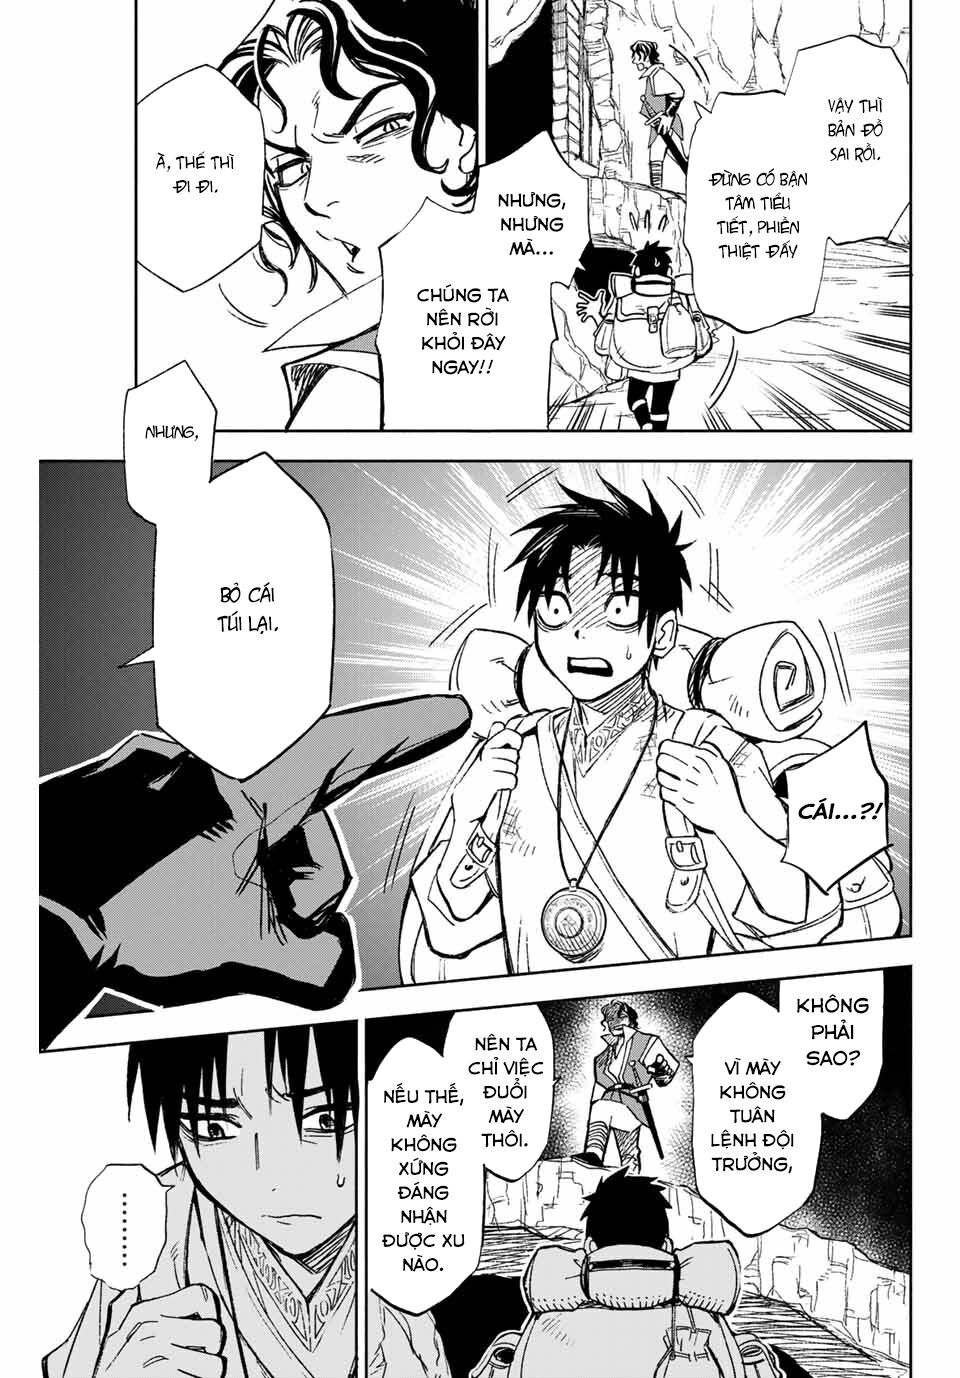 VẬY THÌ
BẢN ĐỒ
SAI RỒI.
ĐỪNG CÓ BẬN
TÂM TIỂU
TIẾT, PHIỀN
THIỆT ĐẤY
NHƯNG,
NHƯNG
MÀ...
CHÚNG TA
NÊN RỜI
KHỎI ĐÂY
NGAY!!
À, THẾ THÌ
ĐI ĐI.
NHƯNG,
BỎ CÁI
TÚI LẠI.
CÁI...?!
KHÔNG
PHẢI
SAO?
VÌ MÀY
KHÔNG
TUÂN
LỆNH ĐỘI
TRƯỞNG,
NÊN TA
CHỈ VIỆC
ĐUỔI
MÀY
THÔI.
NẾU THẾ,
MÀY
KHÔNG
XỨNG
ĐÁNG
NHẬN
ĐƯỢC XU
NÀO.
........